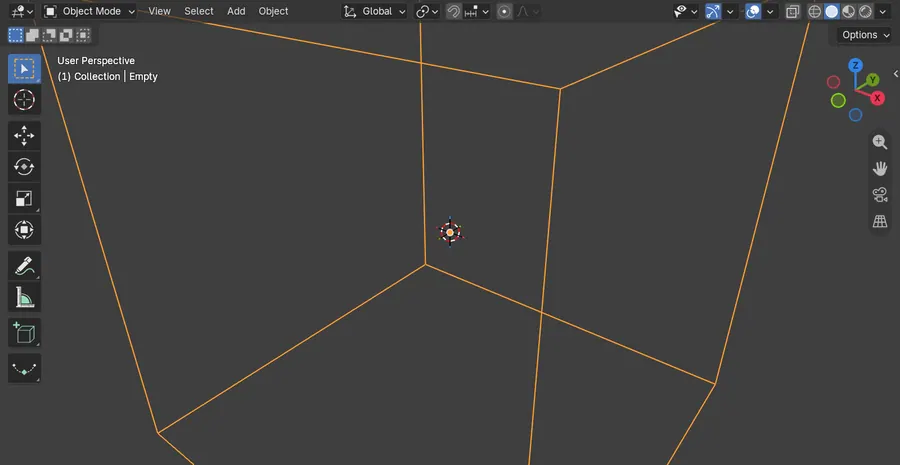 Object Mode View Select Add Object Global
Options
User Perspective
(1) Collection | Empty
Z
Y
X